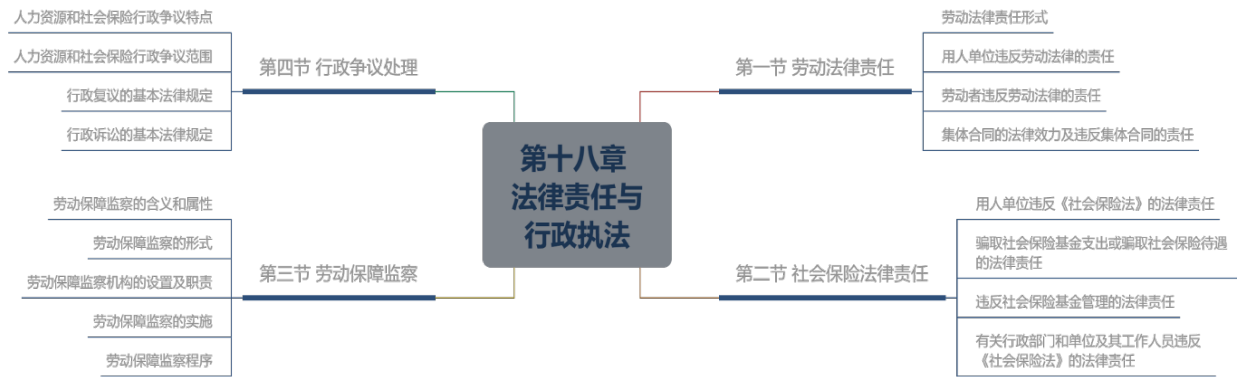 第十八章
法律责任与
行政执法
第一节 劳动法律责任
劳动法律责任形式
用人单位违反劳动法律的责任
劳动者违反劳动法律的责任
集体合同的法律效力及违反集体合同的责任
第二节 社会保险法律责任
用人单位违反《社会保险法》的法律责任
骗取社会保险基金支出或骗取社会保险待遇
的法律责任
违反社会保险基金管理的法律责任
有关行政部门和单位及其工作人员违反
《社会保险法》的法律责任
第三节 劳动保障监察
劳动保障监察的含义和属性
劳动保障监察的形式
劳动保障监察机构的设置及职责
劳动保障监察的实施
劳动保障监察程序
第四节 行政争议处理
人力资源和社会保险行政争议特点
人力资源和社会保险行政争议范围
行政复议的基本法律规定
行政诉讼的基本法律规定